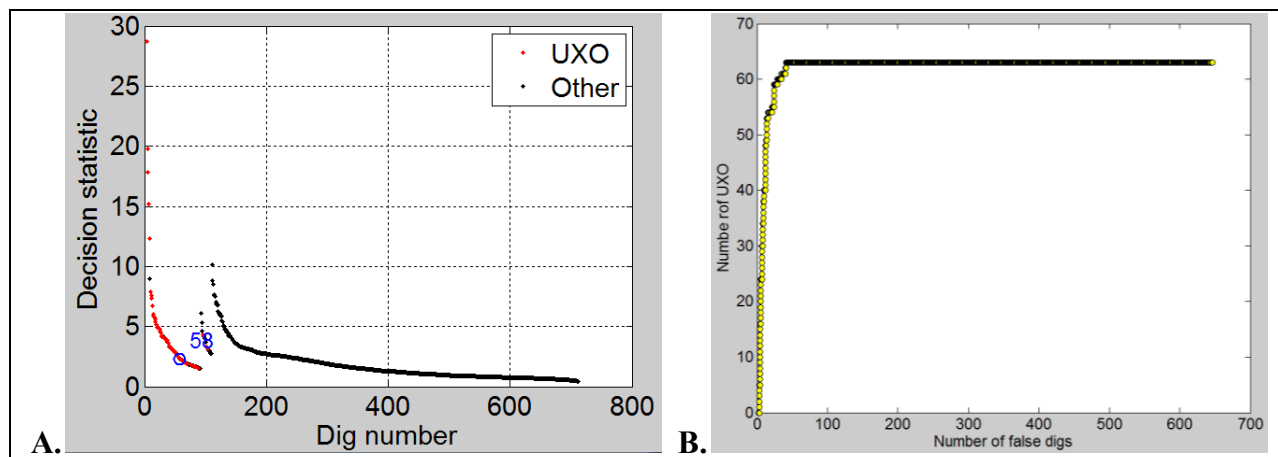 30
25
20
15
10
5
0
Decision statistic
UXO
Other
58
0 200 400 600 800
Dig number
A.
70
60
50
40
30
20
10
0
Numbe rof UXO
0 100 200 300 400 500 600 700
Number of false digs
B.